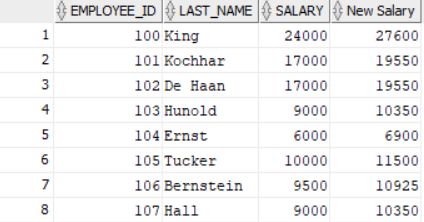 EMPLOYEE_ID LAST_NAME SALARY New Salary
1 100 King 24000 27600
2 101 Kochhar 17000 19550
3 102 De Haan 17000 19550
4 103 Hunold 9000 10350
5 104 Ernst 6000 6900
6 105 Tucker 10000 11500
7 106 Bernstein 9500 10925
8 107 Hall 9000 10350